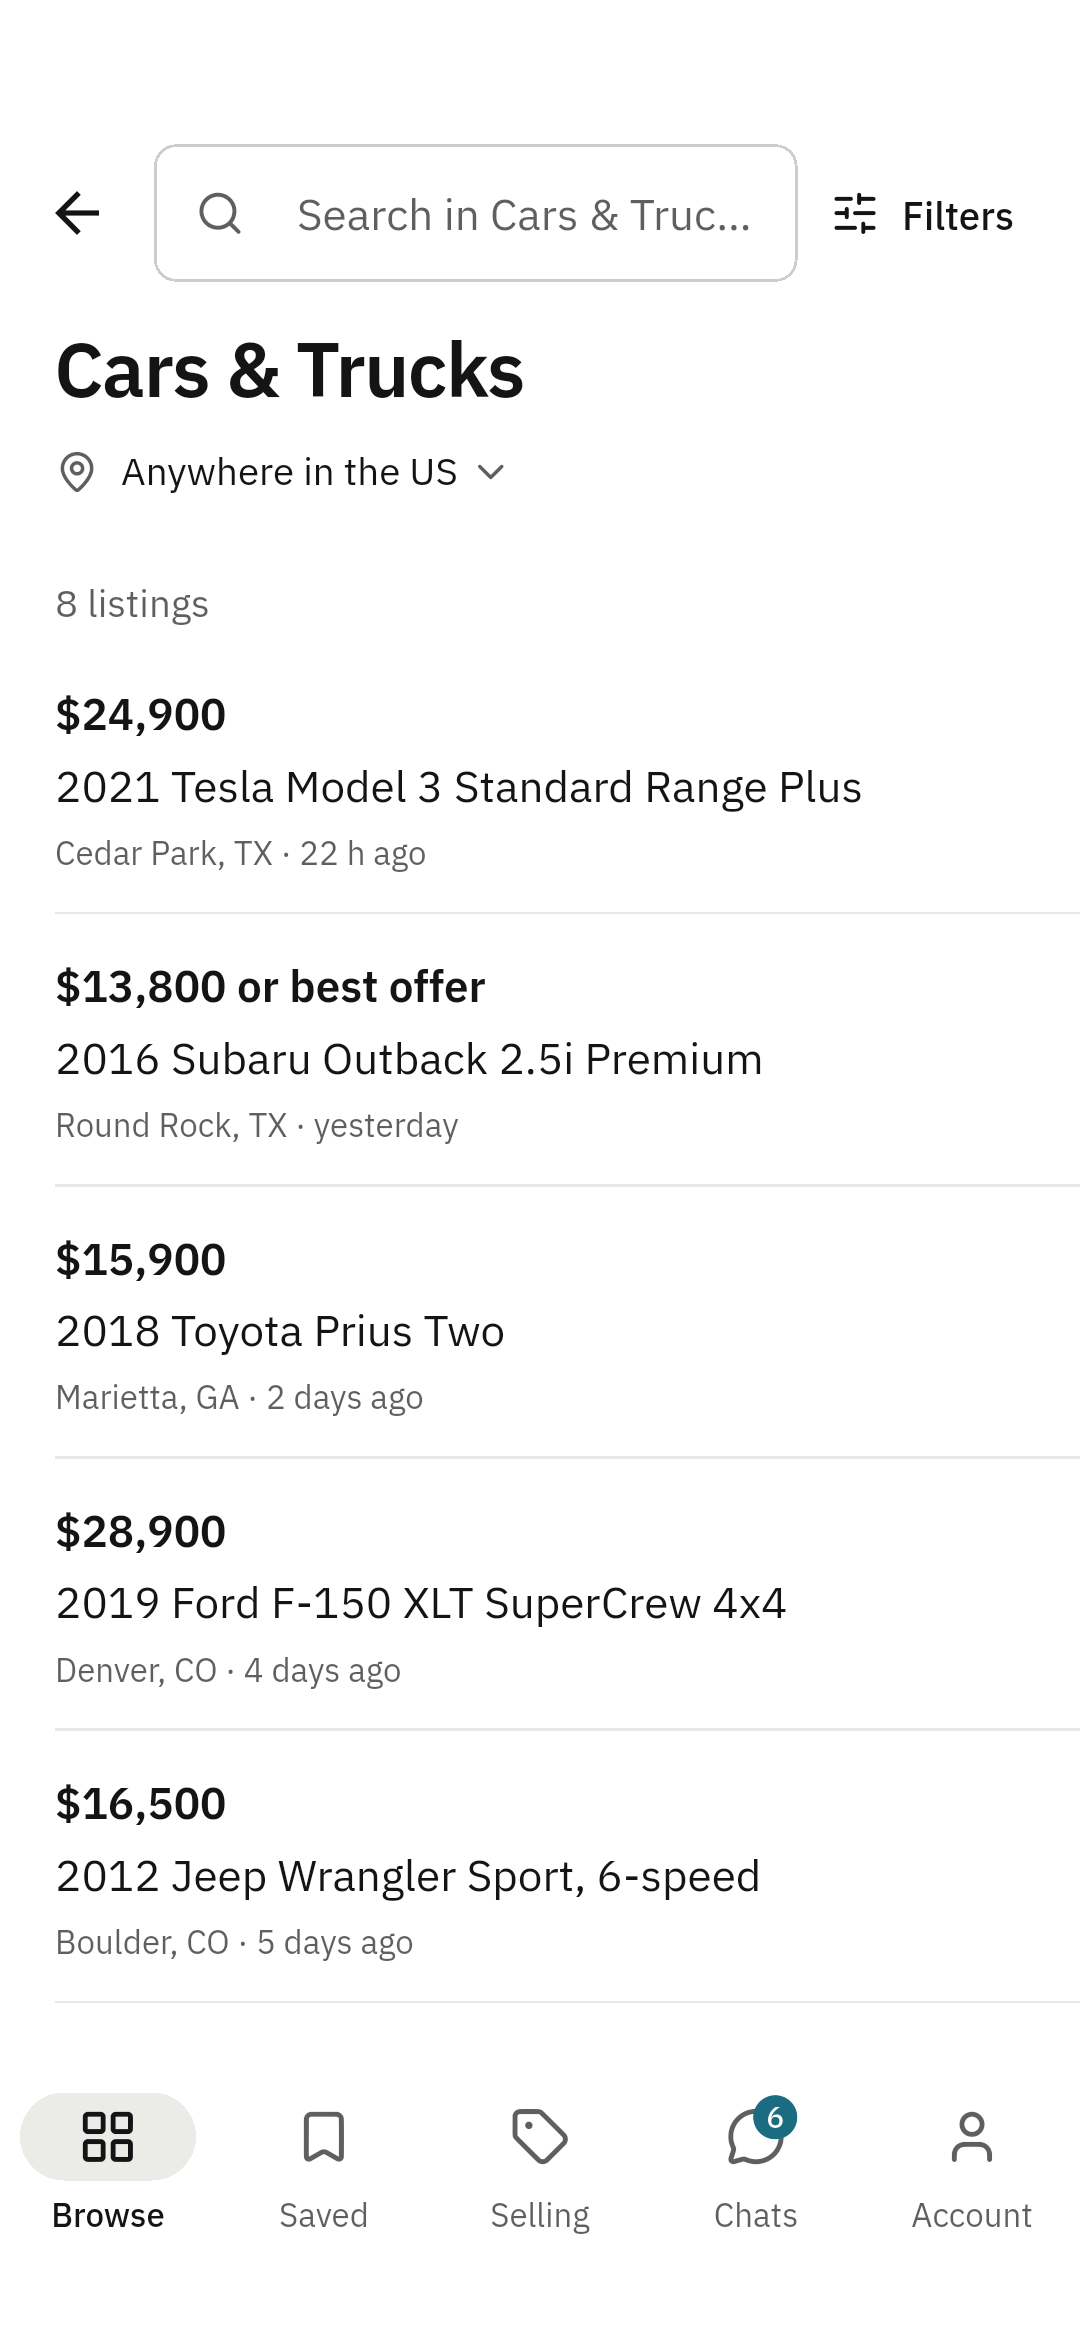 Search in Cars & Truc...
Filters
Cars & Trucks
Anywhere in the US
8 listings
$24,900
2021 Tesla Model 3 Standard Range Plus
Cedar Park, TX · 22 h ago
$13,800 or best offer
2016 Subaru Outback 2.5i Premium
Round Rock, TX · yesterday
$15,900
2018 Toyota Prius Two
Marietta, GA · 2 days ago
$28,900
2019 Ford F-150 XLT SuperCrew 4x4
Denver, CO · 4 days ago
$16,500
2012 Jeep Wrangler Sport, 6-speed
Boulder, CO · 5 days ago
6
Browse
Saved
Selling
Chats
Account